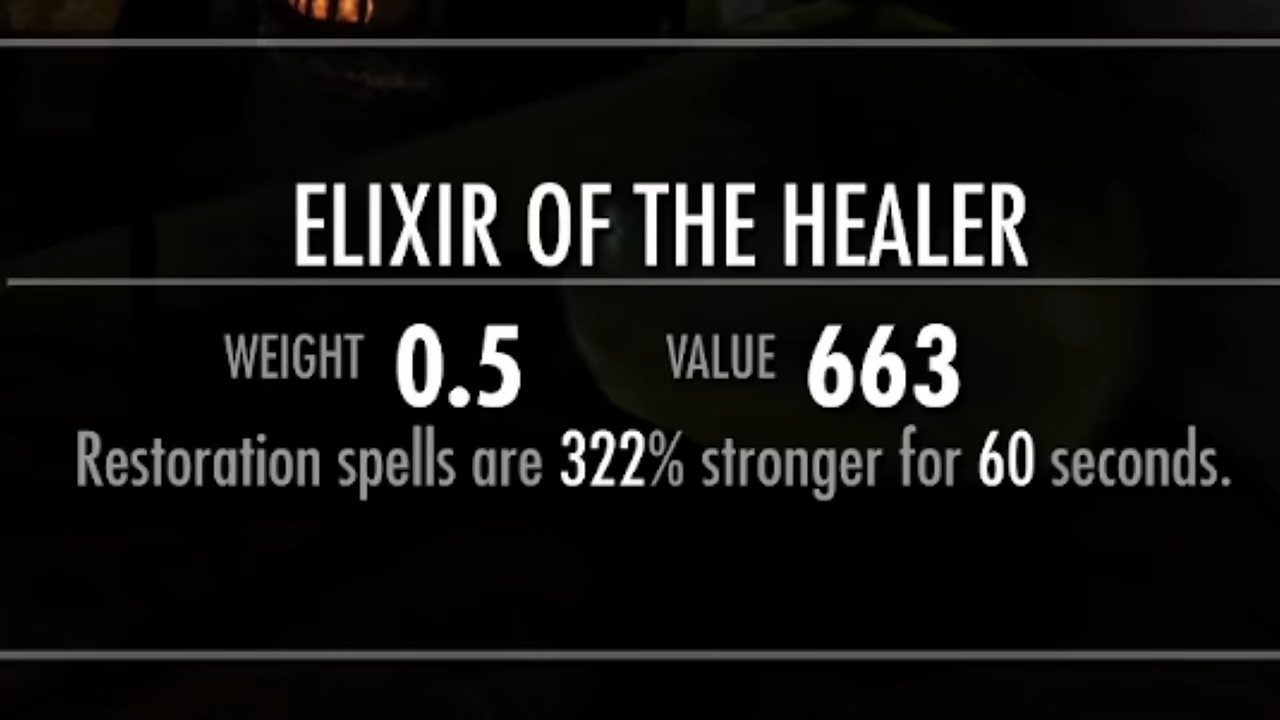 ELIXIR OF THE HEALER
WEIGHT 0.5 VALUE 663
Restoration spells are 322% stronger for 60 seconds.